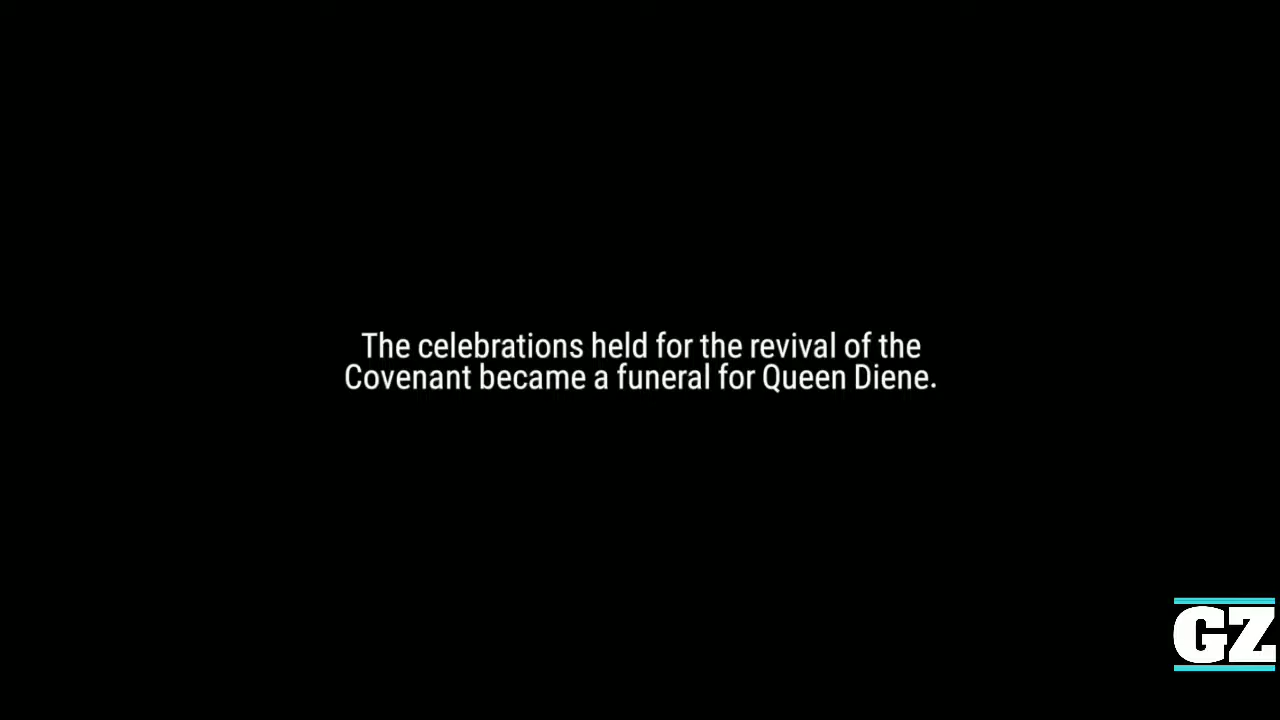 The celebrations held for the revival of the
Covenant became a funeral for Queen Diene.
GZ